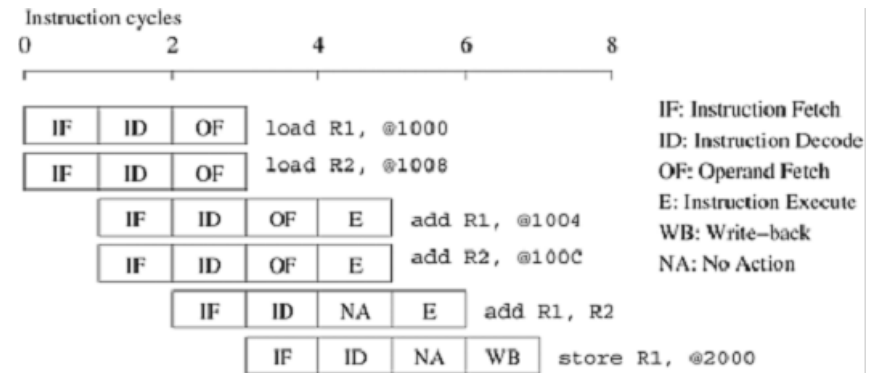 Instruction cycles
0 2 4 6 8
IF ID OF load R1, @1000
IF ID OF load R2, @1008
IF ID OF E add R1, @1004
IF ID OF E add R2, @100C
IF ID NA E add R1, R2
IF ID NA WB store R1, @2000
IF: Instruction Fetch
ID: Instruction Decode
OF: Operand Fetch
E: Instruction Execute
WB: Write-back
NA: No Action